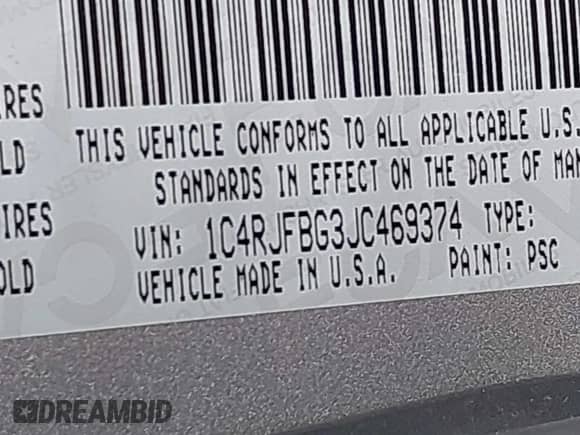 IRES
THIS VEHICLE CONFORMS TO ALL APPLICABLE U.S.
OLD
STANDARDS IN EFFECT ON THE DATE OF MAN
IRES
VIN: 1C4RJFBG3JC469374 TYPE:
OLD
VEHICLE MADE IN U.S.A. PAINT: PSC
DREAMBID